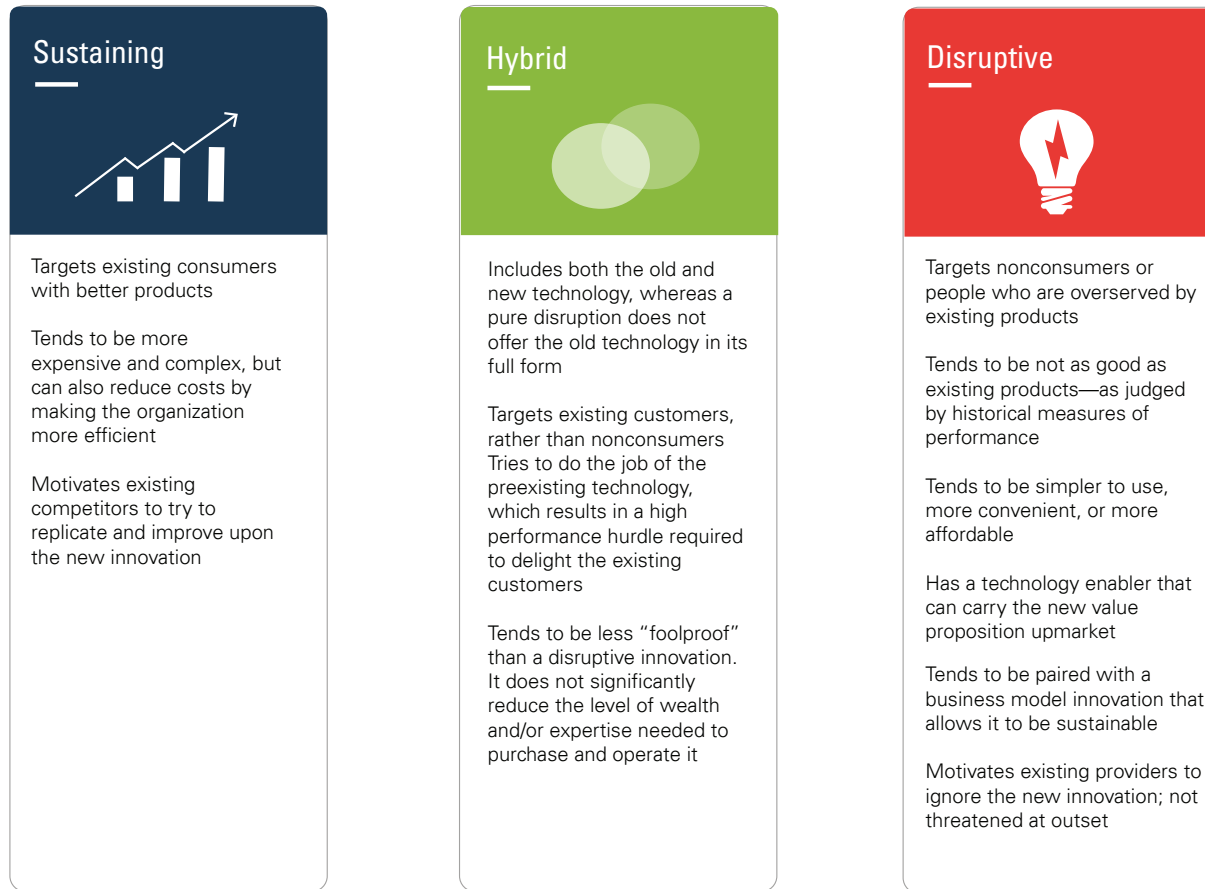 Sustaining
Targets existing consumers
with better products
Tends to be more
expensive and complex, but
can also reduce costs by
making the organization
more efficient
Motivates existing
competitors to try to
replicate and improve upon
the new innovation
Hybrid
Includes both the old and
new technology, whereas a
pure disruption does not
offer the old technology in its
full form
Targets existing customers,
rather than nonconsumers
Tries to do the job of the
preexisting technology,
which results in a high
performance hurdle required
to delight the existing
customers
Tends to be less “foolproof”
than a disruptive innovation.
It does not significantly
reduce the level of wealth
and/or expertise needed to
purchase and operate it
Disruptive
Targets nonconsumers or
people who are overserved by
existing products
Tends to be not as good as
existing products—as judged
by historical measures of
performance
Tends to be simpler to use,
more convenient, or more
affordable
Has a technology enabler that
can carry the new value
proposition upmarket
Tends to be paired with a
business model innovation that
allows it to be sustainable
Motivates existing providers to
ignore the new innovation; not
threatened at outset